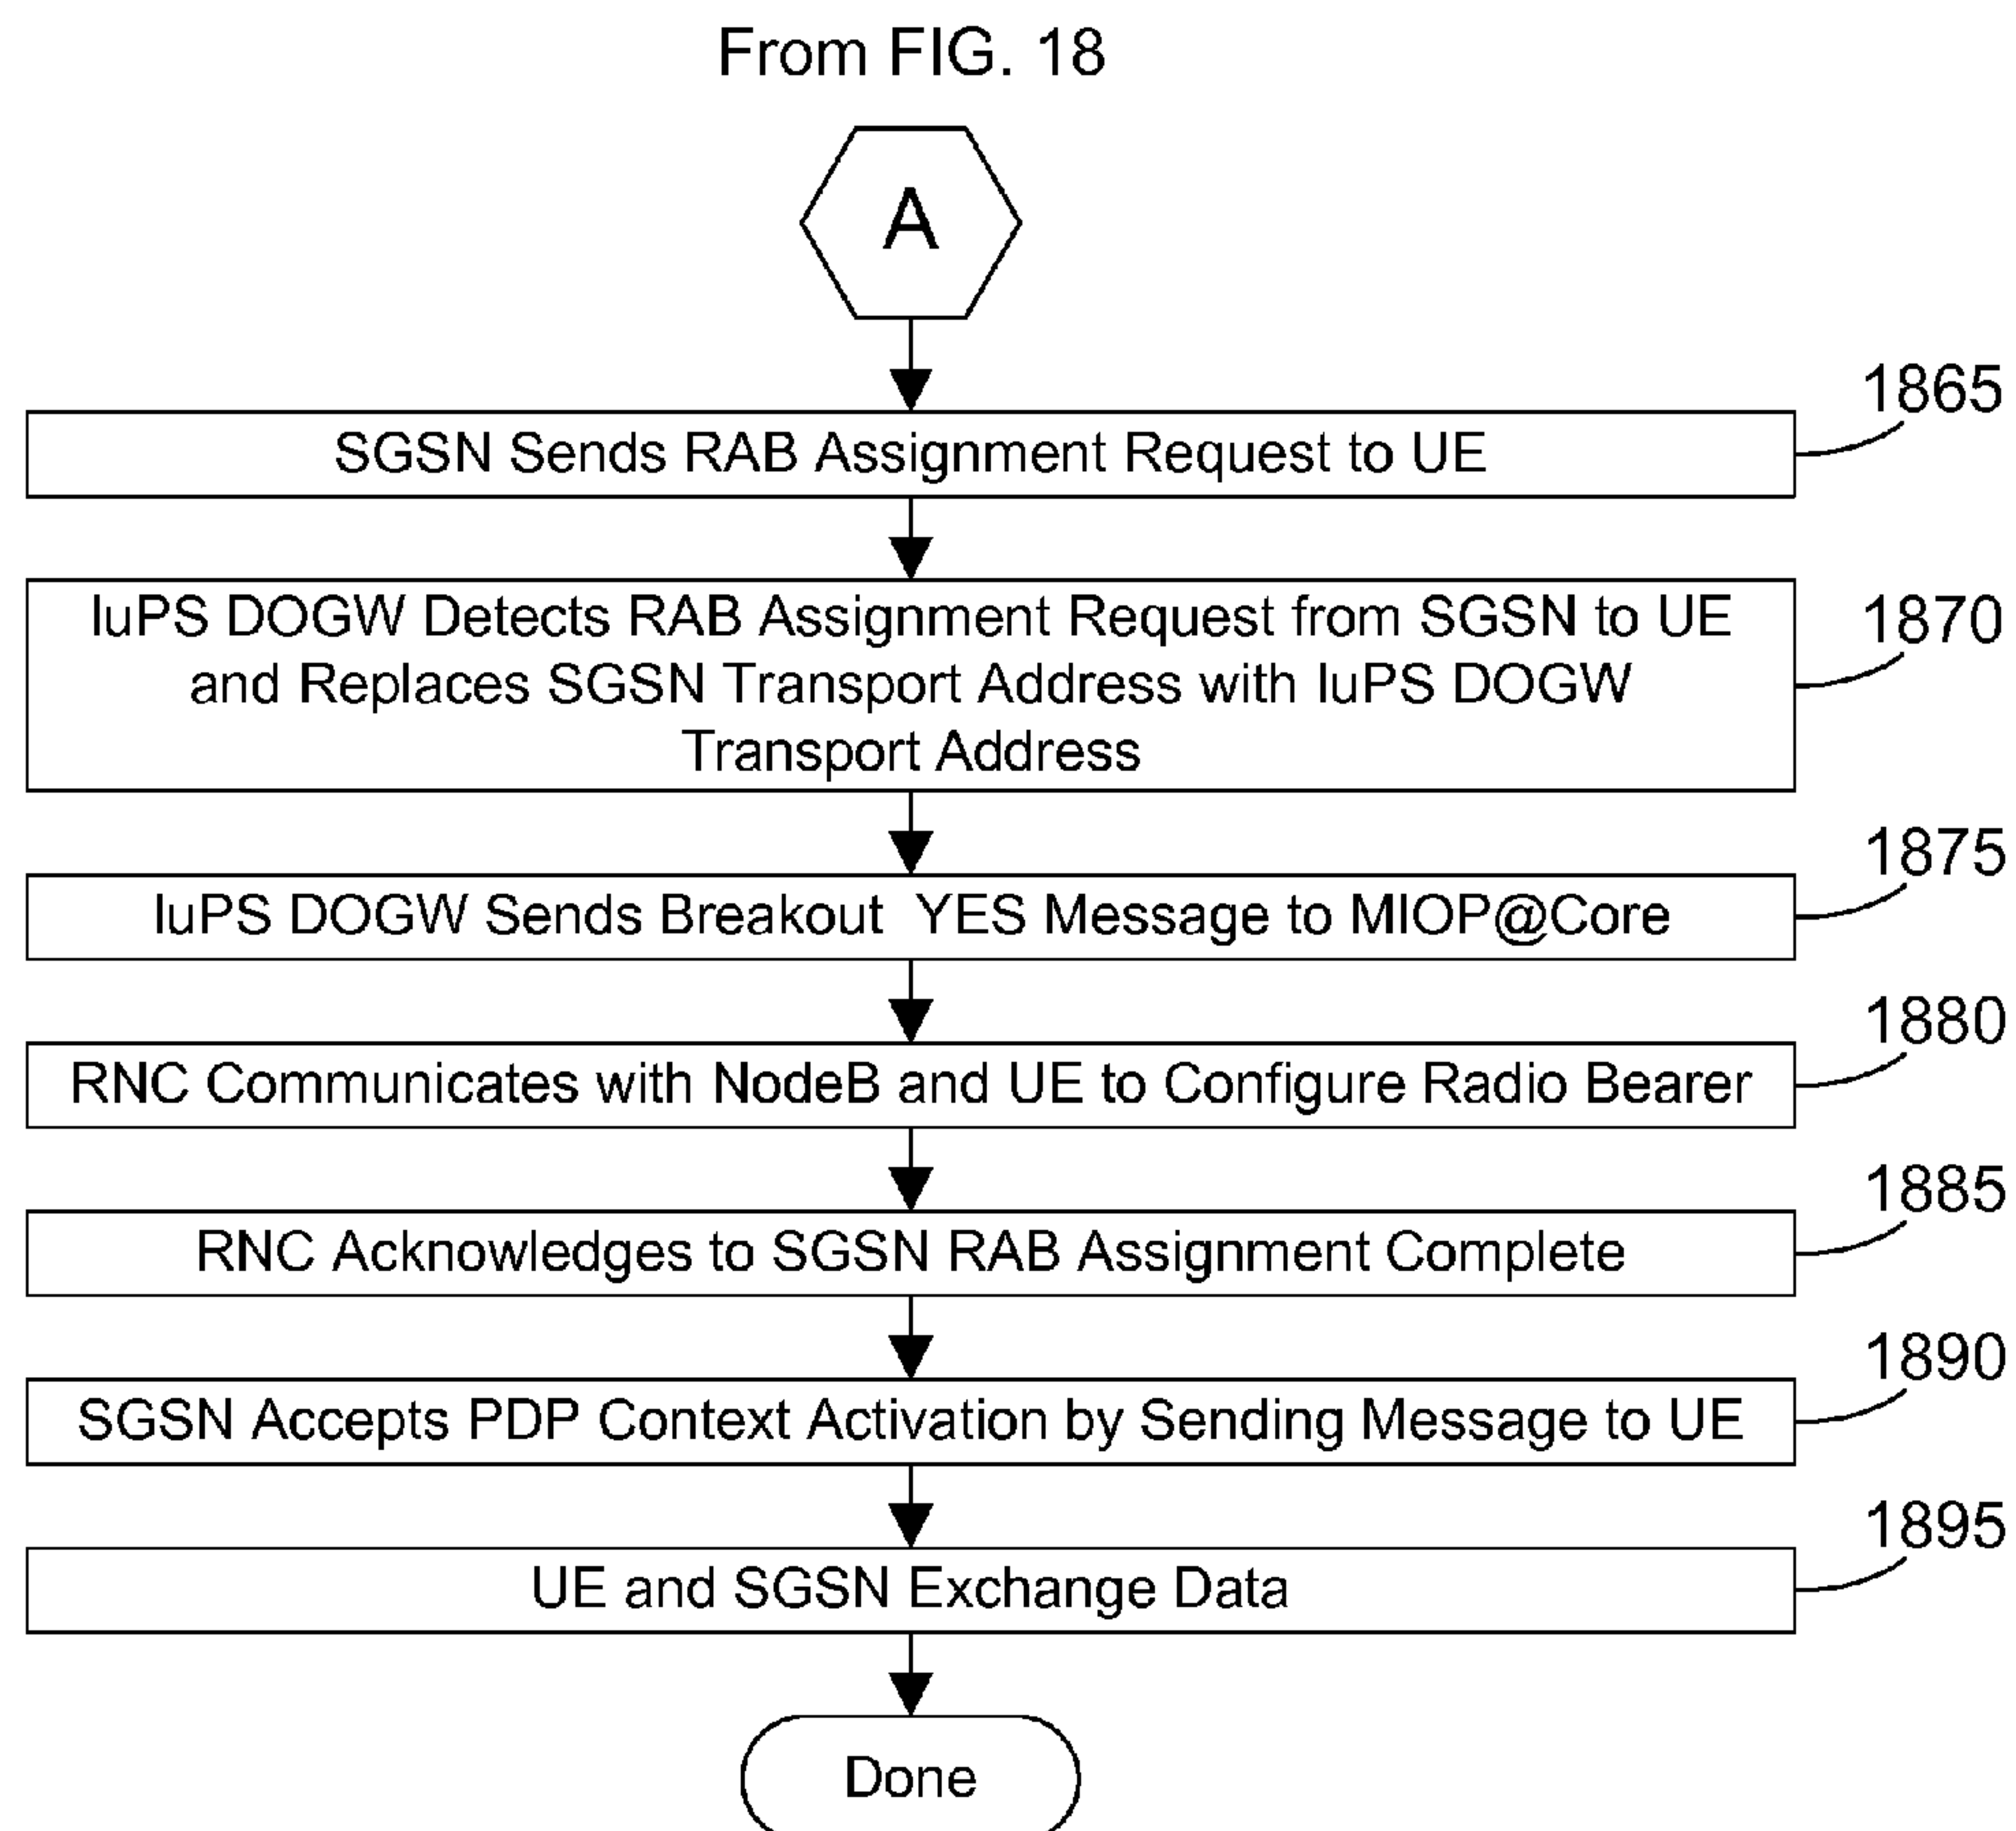 From FIG. 18
A
1865
SGSN Sends RAB Assignment Request to UE
1870
IuPS DOGW Detects RAB Assignment Request from SGSN to UE
and Replaces SGSN Transport Address with IuPS DOGW
Transport Address
1875
IuPS DOGW Sends Breakout YES Message to MIOP@Core
1880
RNC Communicates with NodeB and UE to Configure Radio Bearer
1885
RNC Acknowledges to SGSN RAB Assignment Complete
1890
SGSN Accepts PDP Context Activation by Sending Message to UE
1895
UE and SGSN Exchange Data
Done